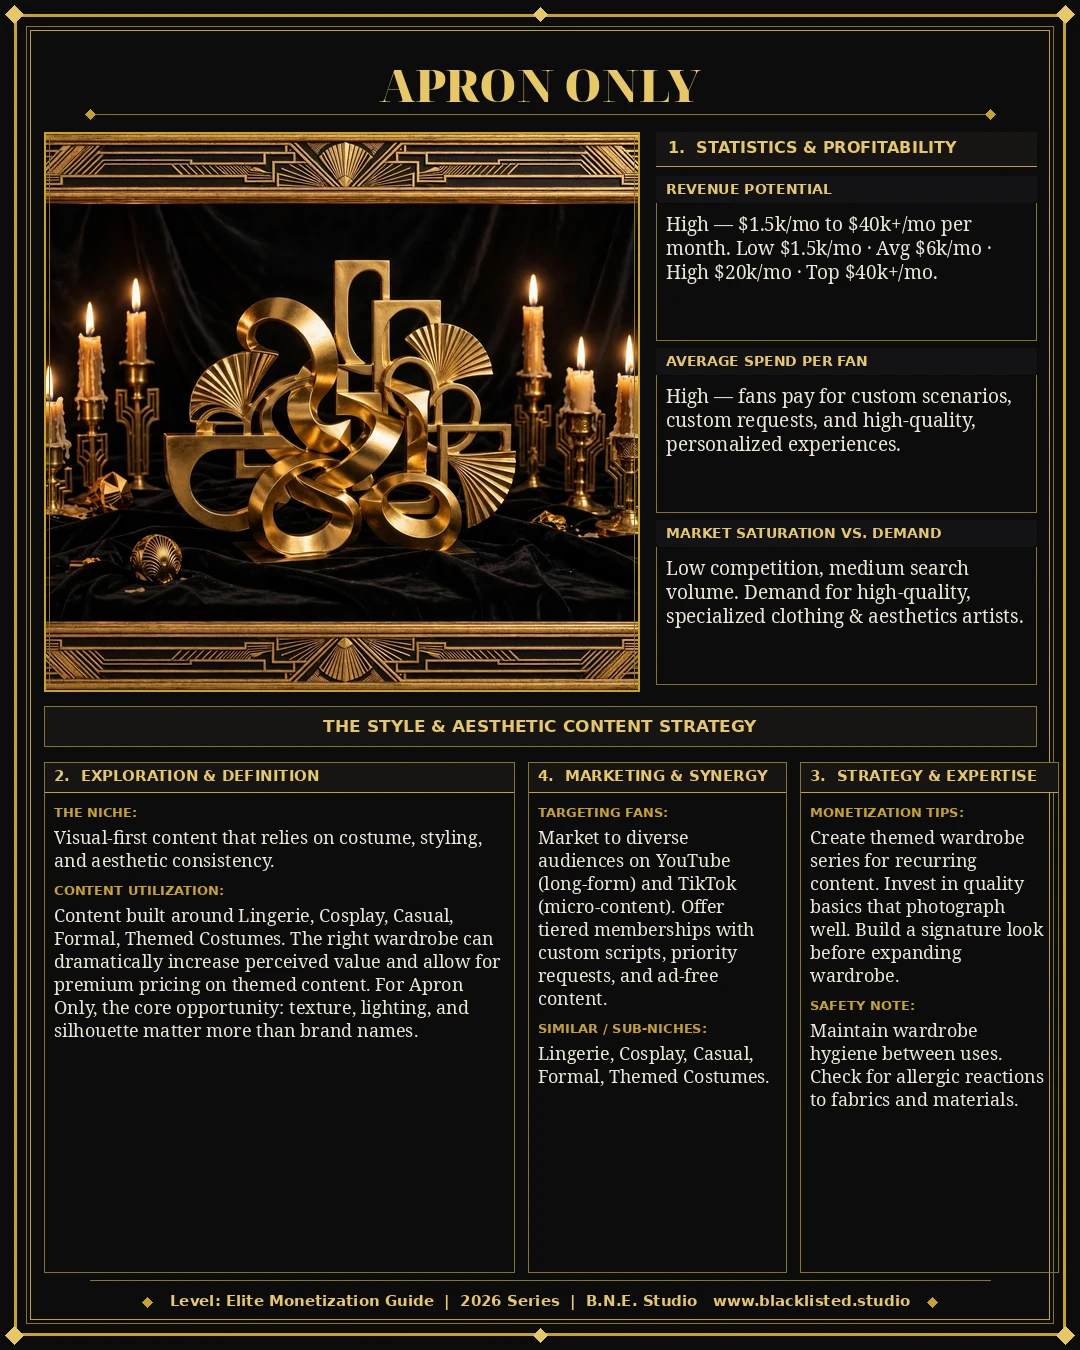 APRON ONLY
1. STATISTICS & PROFITABILITY
REVENUE POTENTIAL
High — $1.5k/mo to $40k+/mo per
month. Low $1.5k/mo · Avg $6k/mo ·
High $20k/mo · Top $40k+/mo.
AVERAGE SPEND PER FAN
High — fans pay for custom scenarios,
custom requests, and high-quality,
personalized experiences.
MARKET SATURATION VS. DEMAND
Low competition, medium search
volume. Demand for high-quality,
specialized clothing & aesthetics artists.
THE STYLE & AESTHETIC CONTENT STRATEGY
2. EXPLORATION & DEFINITION
THE NICHE:
Visual-first content that relies on costume, styling,
and aesthetic consistency.
CONTENT UTILIZATION:
Content built around Lingerie, Cosplay, Casual,
Formal, Themed Costumes. The right wardrobe can
dramatically increase perceived value and allow for
premium pricing on themed content. For Apron
Only, the core opportunity: texture, lighting, and
silhouette matter more than brand names.
4. MARKETING & SYNERGY
TARGETING FANS:
Market to diverse
audiences on YouTube
(long-form) and TikTok
(micro-content). Offer
tiered memberships with
custom scripts, priority
requests, and ad-free
content.
SIMILAR / SUB-NICHES:
Lingerie, Cosplay, Casual,
Formal, Themed Costumes.
3. STRATEGY & EXPERTISE
MONETIZATION TIPS:
Create themed wardrobe
series for recurring
content. Invest in quality
basics that photograph
well. Build a signature look
before expanding
wardrobe.
SAFETY NOTE:
Maintain wardrobe
hygiene between uses.
Check for allergic reactions
to fabrics and materials.
Level: Elite Monetization Guide | 2026 Series | B.N.E. Studio www.blacklisted.studio